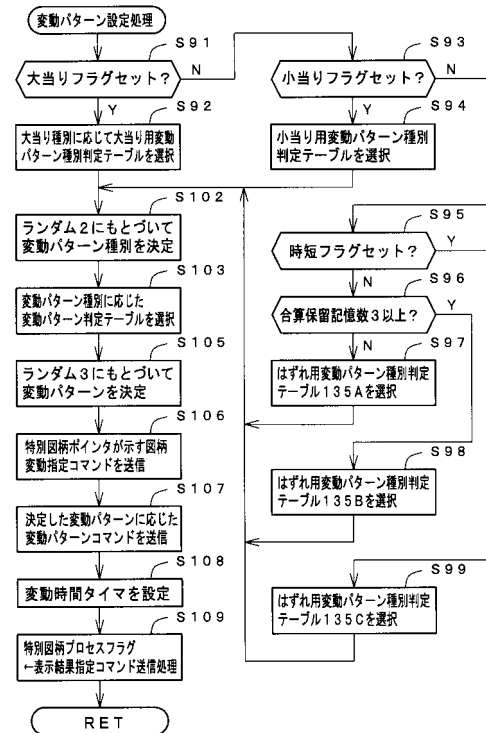 変動パターン設定処理
S91
大当りフラグセット？
N
Y
S92
大当り種別に応じて大当り用変動
パターン種別判定テーブルを選択
S93
小当りフラグセット？
N
Y
S94
小当り用変動パターン種別
判定テーブルを選択
S102
ランダム2にもとづいて
変動パターン種別を決定
S103
変動パターン種別に応じた
変動パターン判定テーブルを選択
S105
ランダム3にもとづいて
変動パターンを決定
S106
特別図柄ポインタが示す図柄
変動指定コマンドを送信
S107
決定した変動パターンに応じた
変動パターンコマンドを送信
S108
変動時間タイマを設定
S109
特別図柄プロセスフラグ
←表示結果指定コマンド送信処理
RET
S95
時短フラグセット？
Y
N
S96
合算保留記憶数3以上？
Y
N
S97
はずれ用変動パターン種別判定
テーブル135Aを選択
S98
はずれ用変動パターン種別判定
テーブル135Bを選択
S99
はずれ用変動パターン種別判定
テーブル135Cを選択